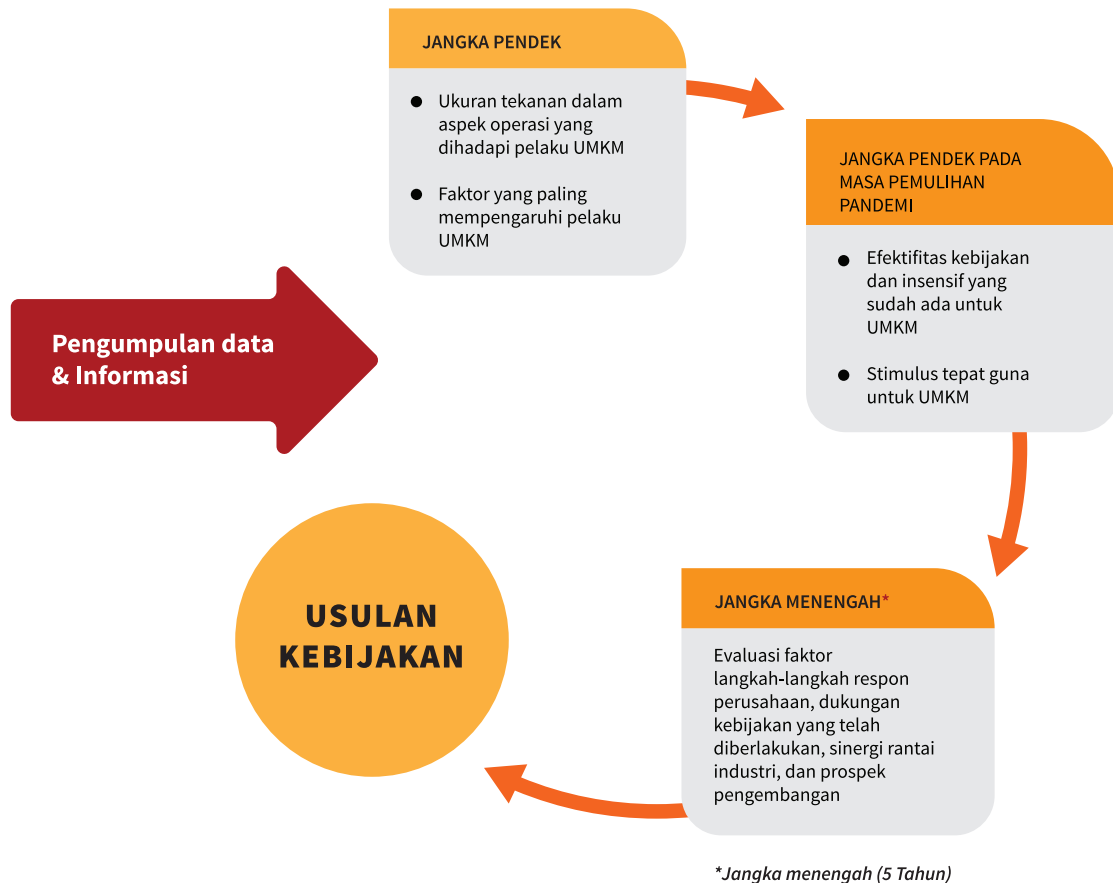 Pengumpulan data
& Informasi
JANGKA PENDEK
● Ukuran tekanan dalam
aspek operasi yang
dihadapi pelaku UMKM
● Faktor yang paling
mempengaruhi pelaku
UMKM
JANGKA PENDEK PADA
MASA PEMULIHAN
PANDEMI
● Efektifitas kebijakan
dan insensif yang
sudah ada untuk
UMKM
● Stimulus tepat guna
untuk UMKM
JANGKA MENENGAH*
Evaluasi faktor
langkah-langkah respon
perusahaan, dukungan
kebijakan yang telah
diberlakukan, sinergi rantai
industri, dan prospek
pengembangan
*Jangka menengah (5 Tahun)
USULAN
KEBIJAKAN